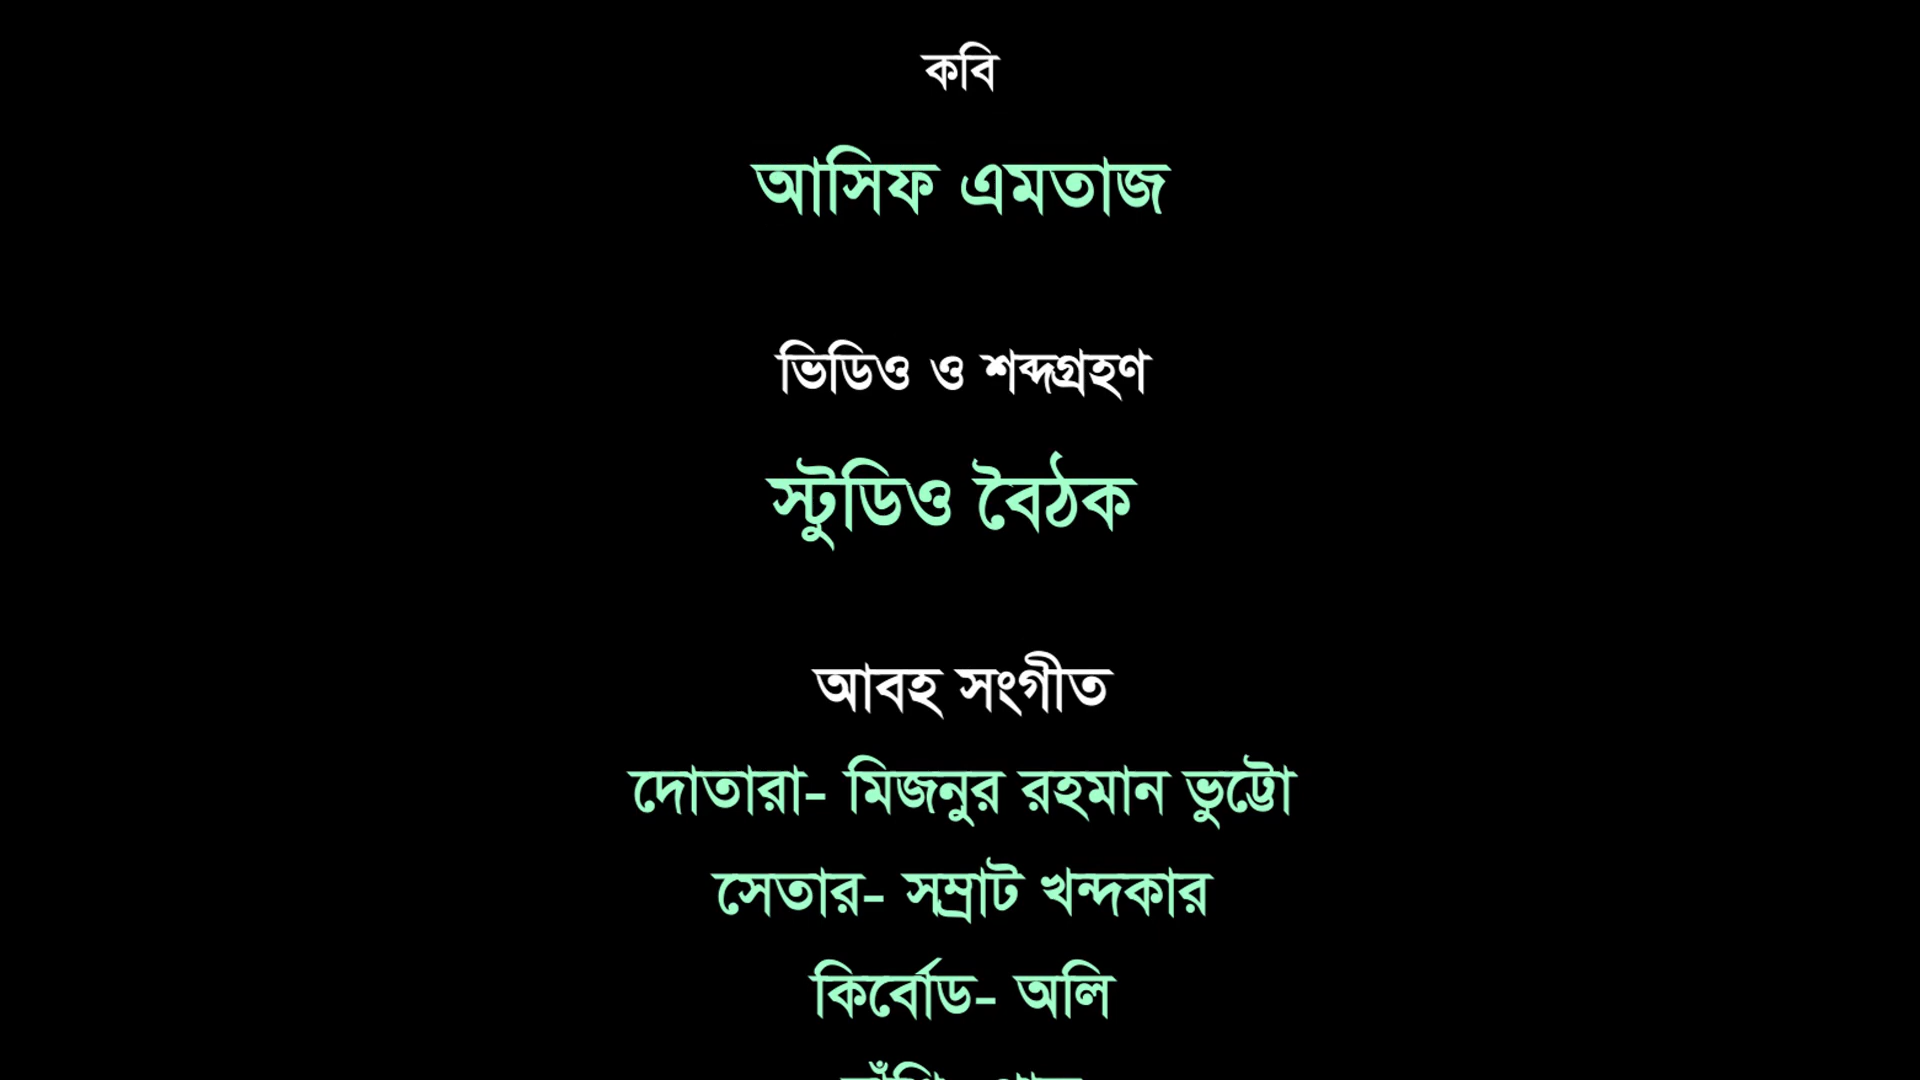 কবি
আসিফ এমতাজ
ভিডিও ও শব্দগ্রহণ
স্টুডিও বৈঠক
আবহ সংগীত
দোতারা- মিজনুর রহমান ভুট্টো
সেতার- সম্রাট খন্দকার
কির্বোড- অলি